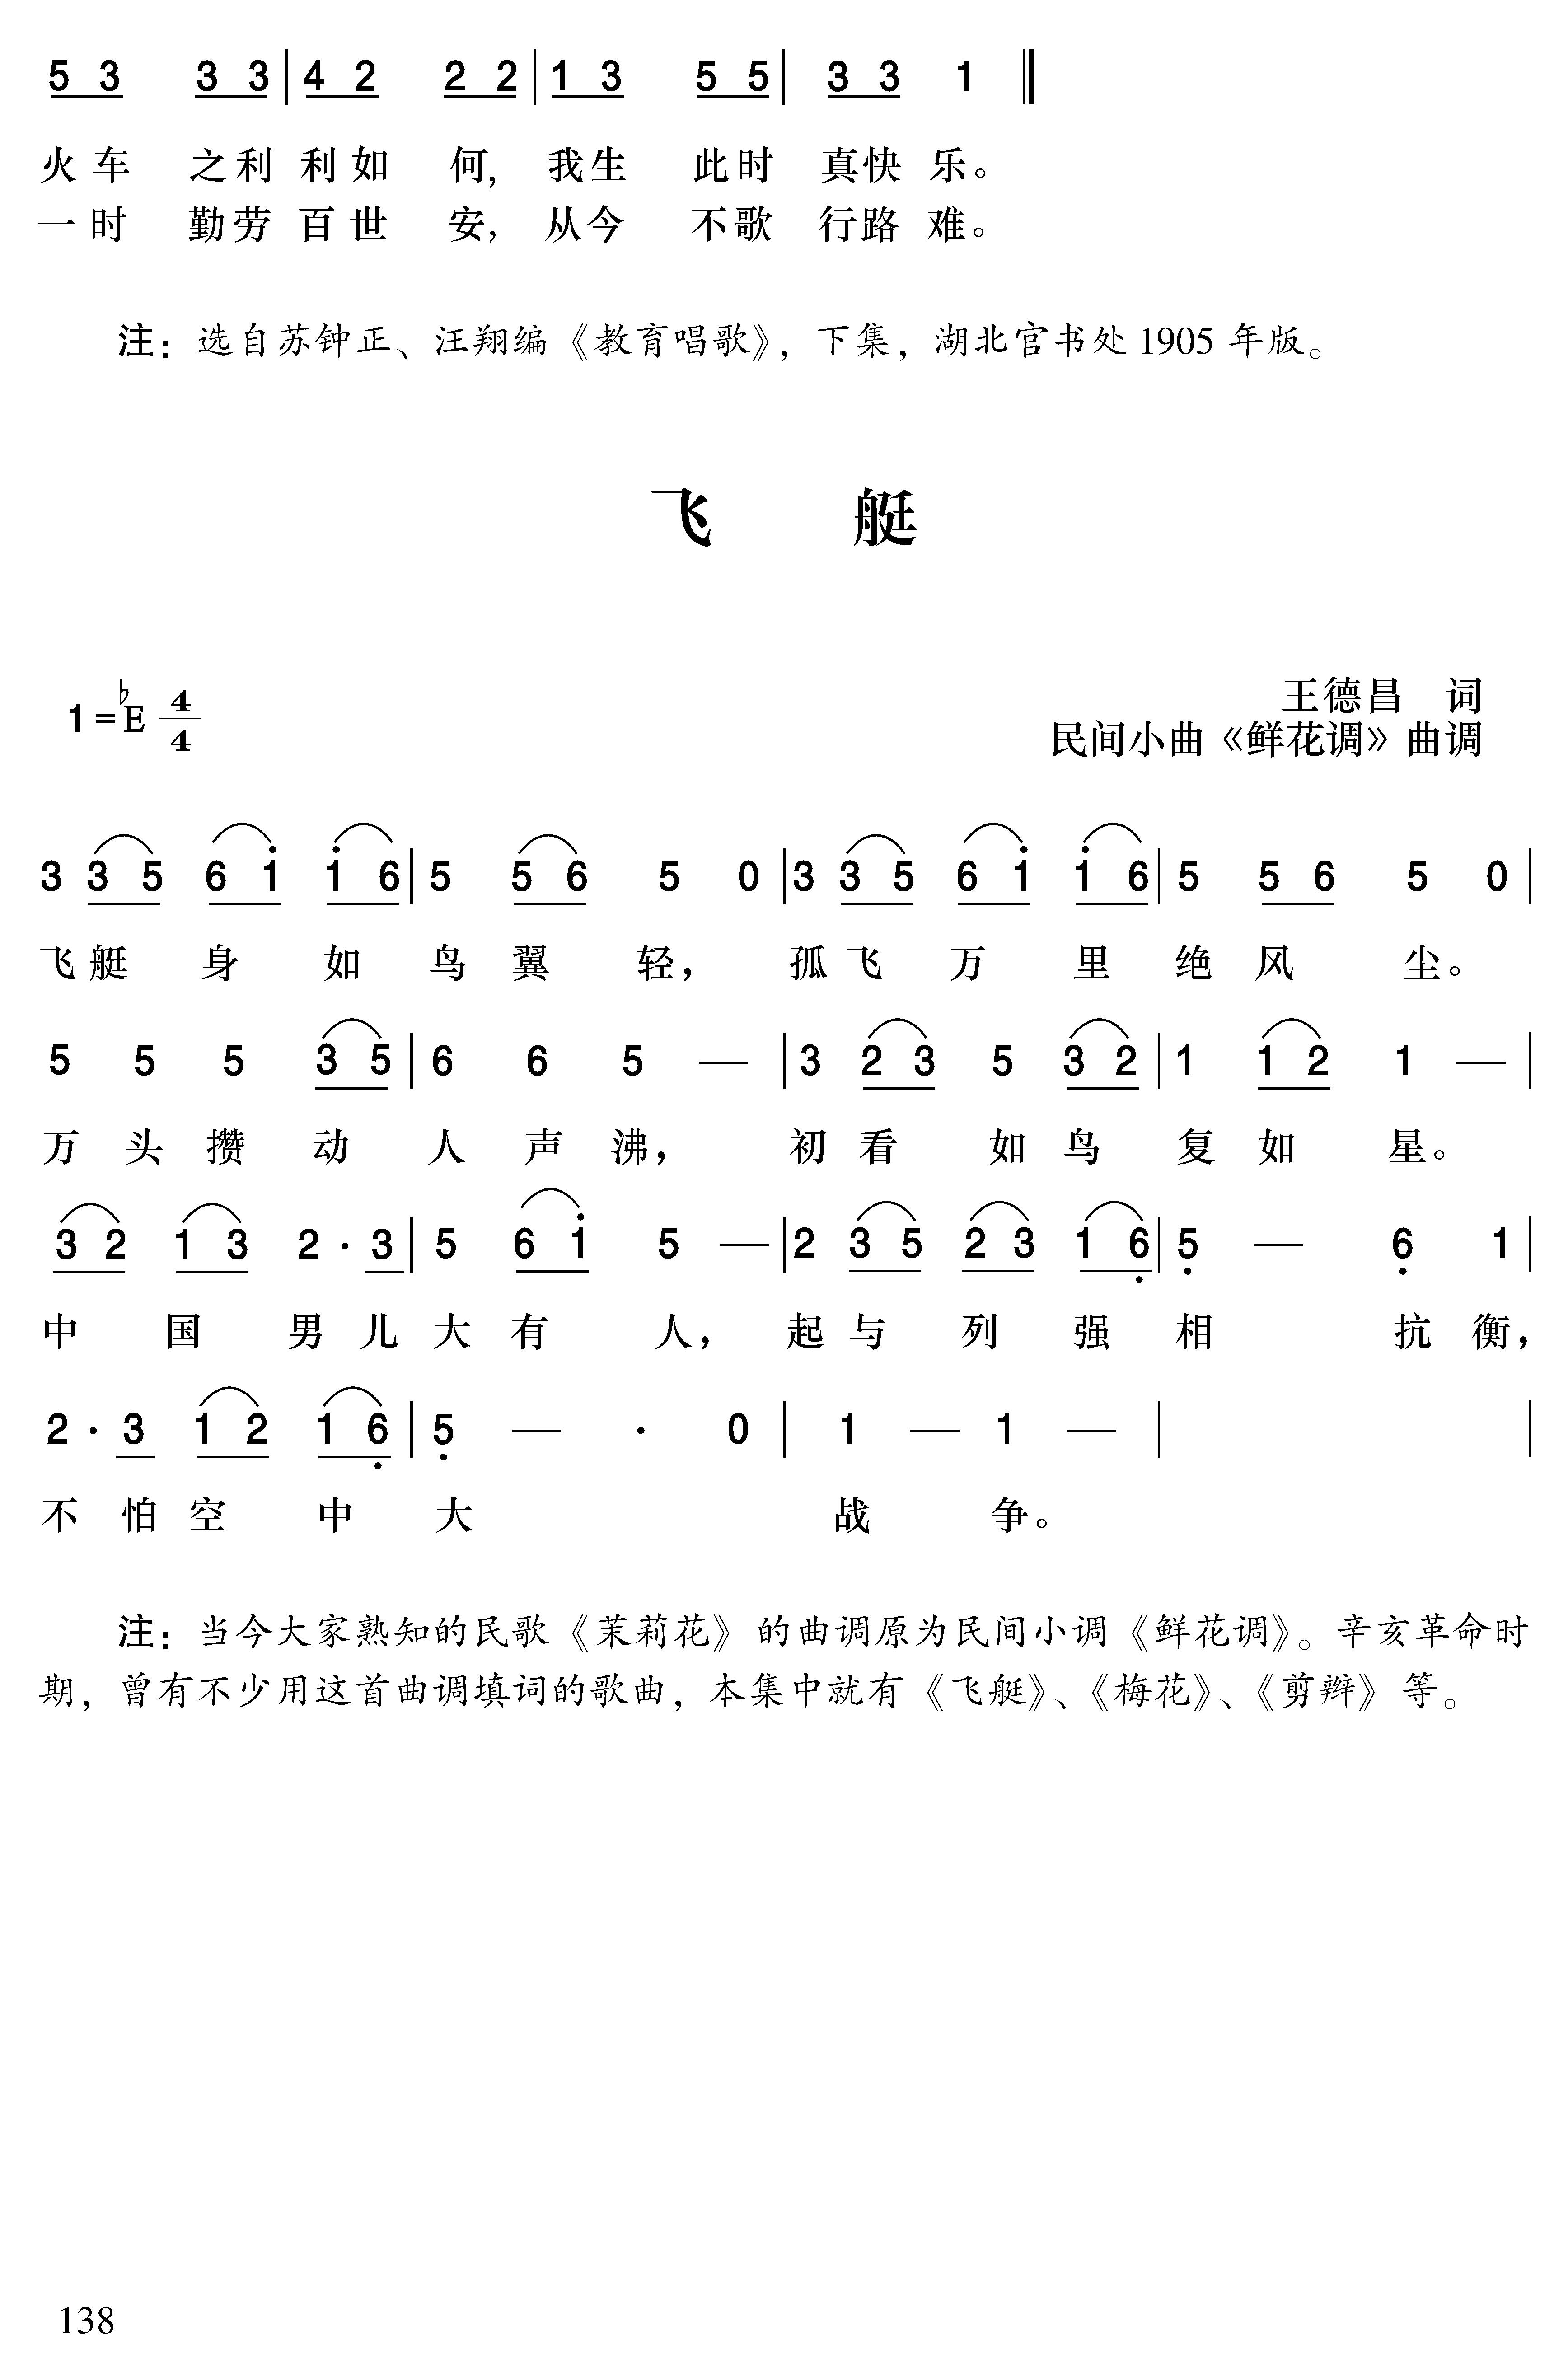 5 3 3 3 | 4 2 2 2 | 1 3 5 5 | 3 3 1 ‖
火车 之利 利如 何, 我生 此时 真快 乐。
一时 勤劳 百世 安, 从今 不歌 行路 难。
注：选自苏钟正、汪翔编《教育唱歌》，下集，湖北官书处 1905 年版。
飞 艇
1=♭E 4/4
王德昌 词
民间小曲《鲜花调》曲调
3 3 5 6 i̇ i̇ 6 | 5 5 6 5 0 | 3 3 5 6 i̇ i̇ 6 | 5 5 6 5 0 |
飞艇 身 如 鸟 翼 轻， 孤飞 万 里 绝 风 尘。
5 5 5 3 5 | 6 6 5 — | 3 2 3 5 3 2 | 1 1 2 1 — |
万 头 攒 动 人 声 沸， 初 看 如 鸟 复 如 星。
3 2 1 3 2 · 3 | 5 6 i̇ 5 — | 2 3 5 2 3 1 6̣ | 5̣ — 6̣ 1 |
中 国 男 儿 大 有 人， 起 与 列 强 相 抗 衡，
2 · 3 1 2 1 6̣ | 5̣ — · 0 | 1 — 1 — | |
不 怕 空 中 大 战 争。
注：当今大家熟知的民歌《茉莉花》的曲调原为民间小调《鲜花调》。辛亥革命时
期，曾有不少用这首曲调填词的歌曲，本集中就有《飞艇》、《梅花》、《剪辫》等。
138